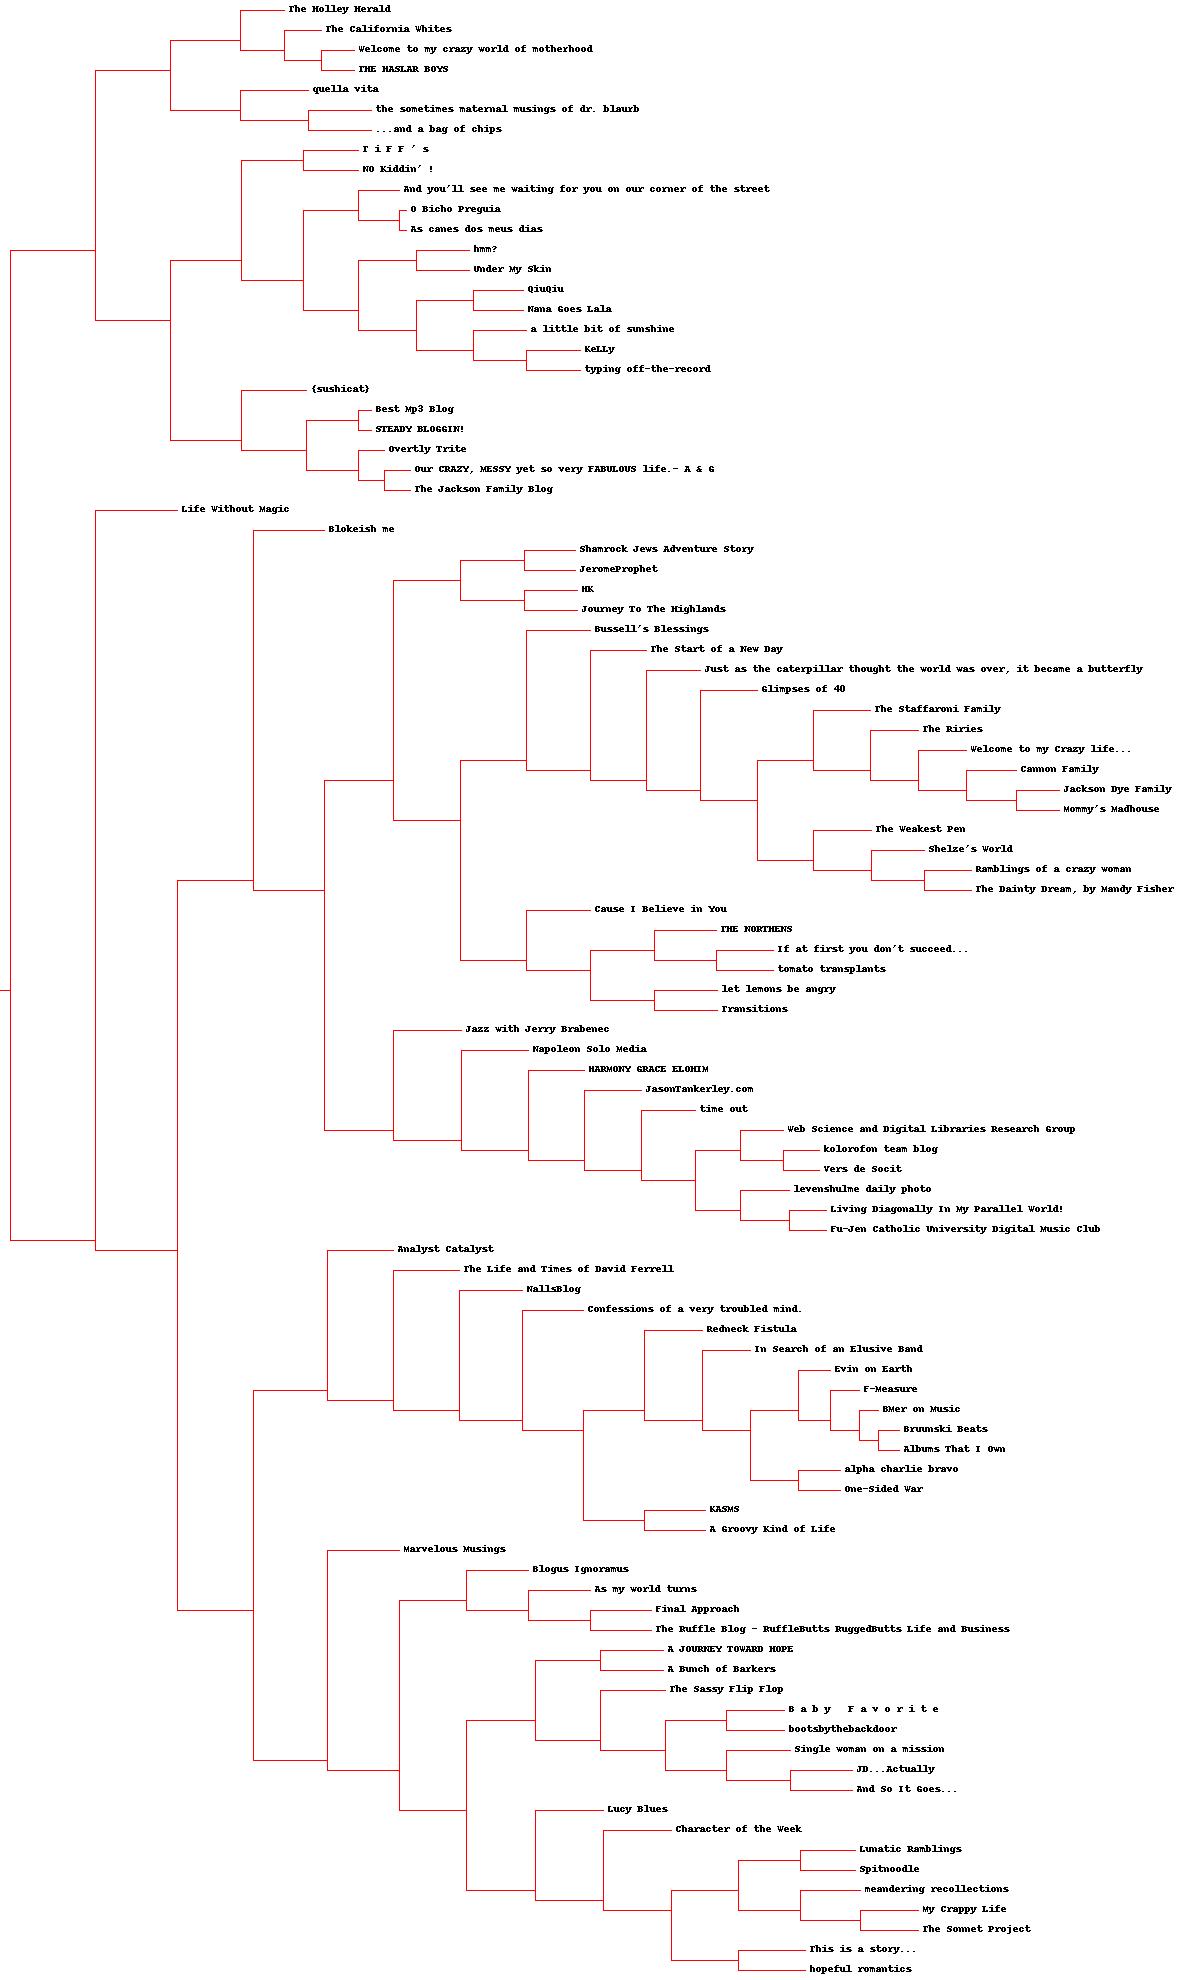 The Holley Herald
The California Whites
Welcome to my crazy world of motherhood
THE HASLAR BOYS
quella vita
the sometimes maternal musings of dr. blaurb
...and a bag of chips
T i F F ' s
NO Kiddin' !
And you'll see me waiting for you on our corner of the street
O Bicho Preguia
As canes dos meus dias
hmm?
Under My Skin
QiuQiu
Nana Goes Lala
a little bit of sunshine
KeLLy
typing off-the-record
{sushicat}
Best Mp3 Blog
STEADY BLOGGIN!
Overtly Trite
Our CRAZY, MESSY yet so very FABULOUS life.- A & G
The Jackson Family Blog
Life Without Magic
Blokeish me
Shamrock Jews Adventure Story
JeromeProphet
HK
Journey To The Highlands
Bussell's Blessings
The Start of a New Day
Just as the caterpillar thought the world was over, it became a butterfly
Glimpses of 40
The Staffaroni Family
The Riries
Welcome to my Crazy life...
Cannon Family
Jackson Dye Family
Mommy's Madhouse
The Weakest Pen
Shelze's World
Ramblings of a crazy woman
The Dainty Dream, by Mandy Fisher
Cause I Believe in You
THE NORTHENS
If at first you don't succeed...
tomato transplants
let lemons be angry
Transitions
Jazz with Jerry Brabenec
Napoleon Solo Media
HARMONY GRACE ELOHIM
JasonTankerley.com
time out
Web Science and Digital Libraries Research Group
kolorofon team blog
Vers de Socit
levenshulme daily photo
Living Diagonally In My Parallel World!
Fu-Jen Catholic University Digital Music Club
Analyst Catalyst
The Life and Times of David Ferrell
NallsBlog
Confessions of a very troubled mind.
Redneck Fistula
In Search of an Elusive Band
Evin on Earth
F-Measure
BMer on Music
Bruunski Beats
Albums That I Own
alpha charlie bravo
One-Sided War
KASMS
A Groovy Kind of Life
Marvelous Musings
Blogus Ignoramus
As my world turns
Final Approach
The Ruffle Blog - RuffleButts RuggedButts Life and Business
A JOURNEY TOWARD HOPE
A Bunch of Barkers
The Sassy Flip Flop
B a b y   F a v o r i t e
bootsbythebackdoor
Single woman on a mission
JD...Actually
And So It Goes...
Lucy Blues
Character of the Week
Lunatic Ramblings
Spitnoodle
meandering recollections
My Crappy Life
The Sonnet Project
This is a story...
hopeful romantics